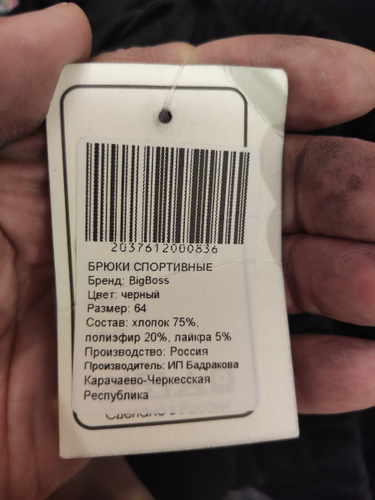 2037612000836
БРЮКИ СПОРТИВНЫЕ
Бренд: BigBoss
Цвет: черный
Размер: 64
Состав: хлопок 75%,
полиэфир 20%, лайкра 5%
Производство: Россия
Производитель: ИП Бадракова
Карачаево-Черкесская
Республика